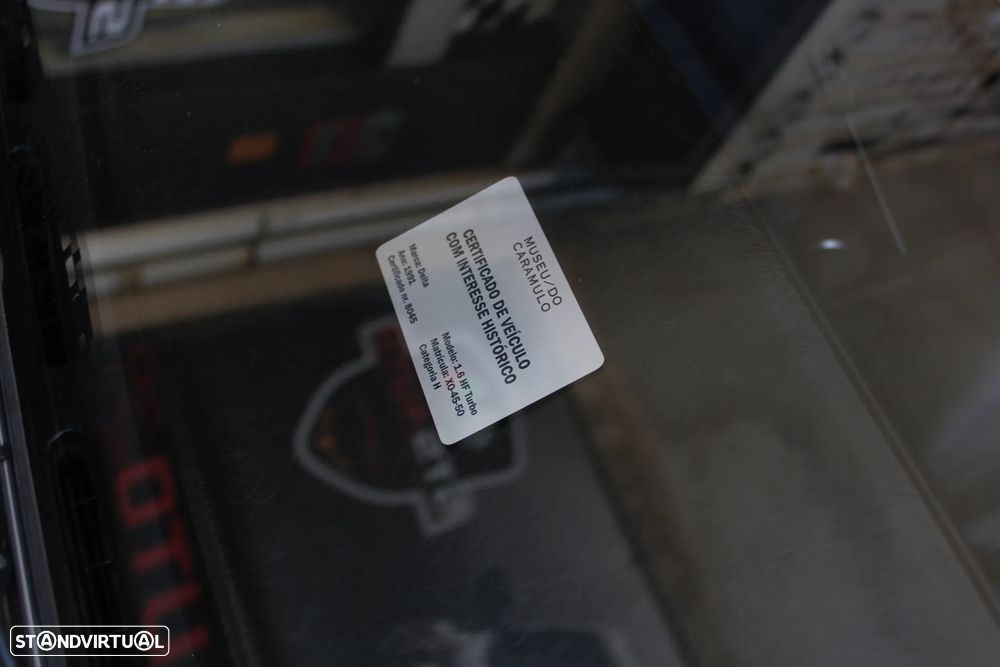 MUSEU/DO
CARAMULO
CERTIFICADO DE VEÍCULO
COM INTERESSE HISTÓRICO
Marca: Delta
Modelo: 1.6 HF Turbo
Ano: 1991
Matrícula: XO-45-50
Certificado nr. 8045
Categoria H
STANDVIRTUAL